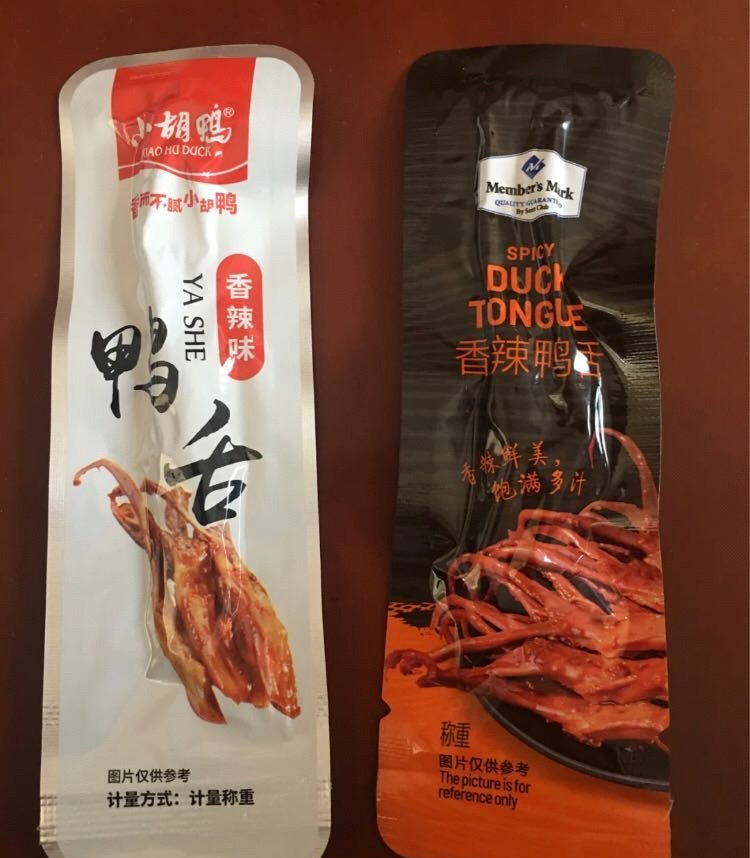 小胡鸭®
XIAO HU DUCK
香而不腻小胡鸭
香辣味
YA SHE
鸭舌
图片仅供参考
计量方式：计量称重
Member's Mark
QUALITY GUARANTEED
By Sam's Club
SPICY
DUCK
TONGUE
香辣鸭舌
香辣鲜美，
饱满多汁
称重
图片仅供参考
The picture is for
reference only